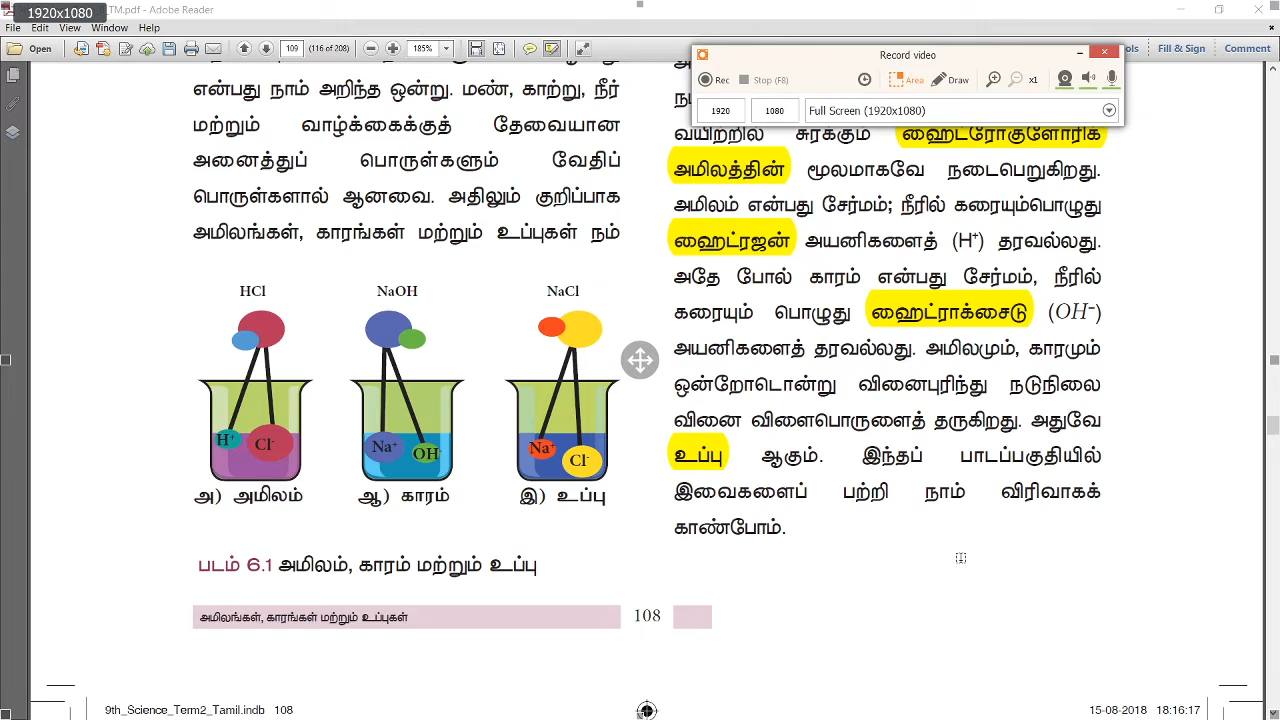 1920x1080
_TM.pdf - Adobe Reader
File Edit View Window Help
Open
109 (116 of 208)
185%
Fill & Sign
Comment
Record video
Rec
Stop (F8)
x1
Area
Draw
1920
1080
Full Screen (1920x1080)
என்பது நாம் அறிந்த ஒன்று. மண், காற்று, நீர்
மற்றும் வாழ்க்கைக்குத் தேவையான
அனைத்துப் பொருள்களும் வேதிப்
பொருள்களால் ஆனவை. அதிலும் குறிப்பாக
அமிலங்கள், காரங்கள் மற்றும் உப்புகள் நம்
HCl
NaOH
NaCl
H⁺
Cl⁻
Na⁺
OH⁻
Na⁺
Cl⁻
அ) அமிலம்
ஆ) காரம்
இ) உப்பு
படம் 6.1 அமிலம், காரம் மற்றும் உப்பு
வயிற்றில் சுரக்கும் ஹைட்ரோகுளோரிக்
அமிலத்தின் மூலமாகவே நடைபெறுகிறது.
அமிலம் என்பது சேர்மம்; நீரில் கரையும்பொழுது
ஹைட்ரஜன் அயனிகளைத் (H⁺) தரவல்லது.
அதே போல் காரம் என்பது சேர்மம், நீரில்
கரையும் பொழுது ஹைட்ராக்சைடு (OH⁻)
அயனிகளைத் தரவல்லது. அமிலமும், காரமும்
ஒன்றோடொன்று வினைபுரிந்து நடுநிலை
வினை விளைபொருளைத் தருகிறது. அதுவே
உப்பு ஆகும். இந்தப் பாடப்பகுதியில்
இவைகளைப் பற்றி நாம் விரிவாகக்
காண்போம்.
அமிலங்கள், காரங்கள் மற்றும் உப்புகள்
108
9th_Science_Term2_Tamil.indb 108
15-08-2018 18:16:17